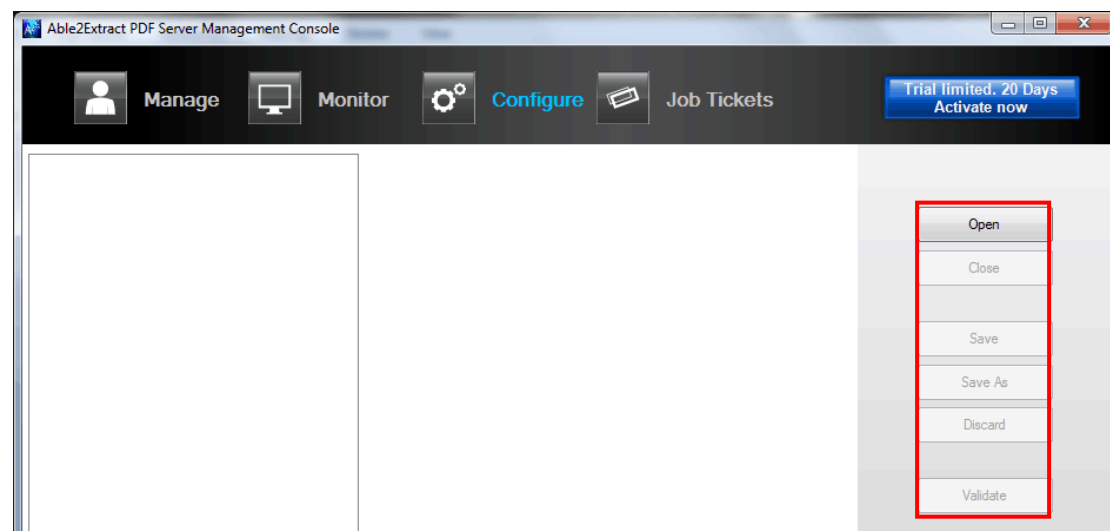 Able2Extract PDF Server Management Console
Manage Monitor Configure Job Tickets
Trial limited. 20 Days
Activate now
Open
Close
Save
Save As
Discard
Validate